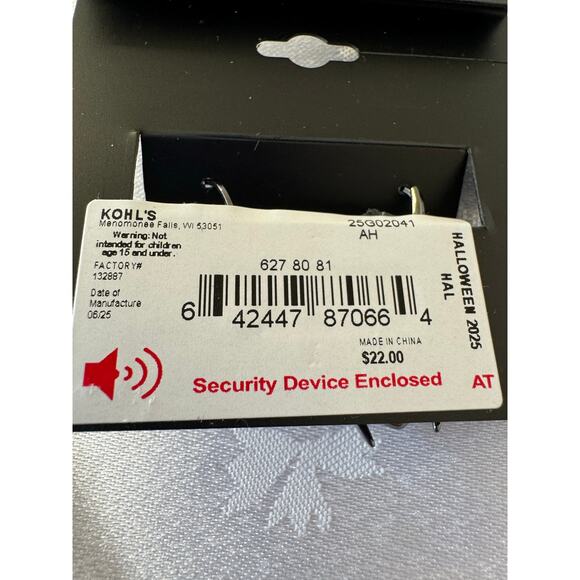 KOHL'S
Menomonee Falls, WI 53051
Warning: Not
intended for children
age 15 and under.
FACTORY#
132887
Date of
Manufacture
06/25
25G02041
AH
627 80 81
6 42447 87066 4
MADE IN CHINA
$22.00
Security Device Enclosed
AT
HALLOWEEN 2025
HAL